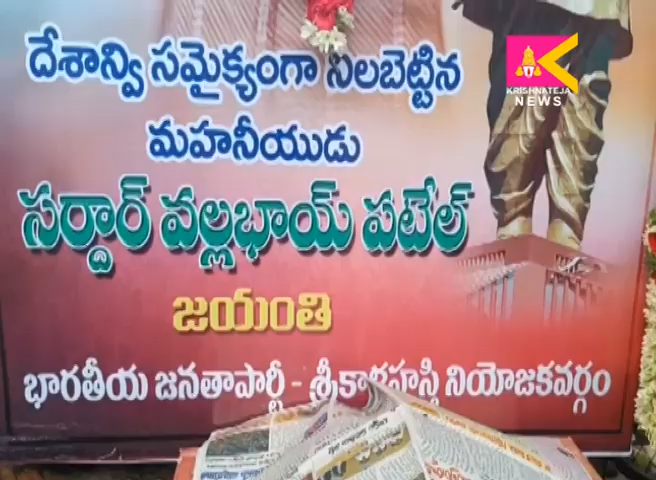 దేశాన్ని సమైక్యంగా నిలబెట్టిన
మహనీయుడు
సర్దార్ వల్లభాయ్ పటేల్
జయంతి
భారతీయ జనతాపార్టీ - శ్రీకాళహస్తి నియోజకవర్గం
KRISHNATEJA
NEWS